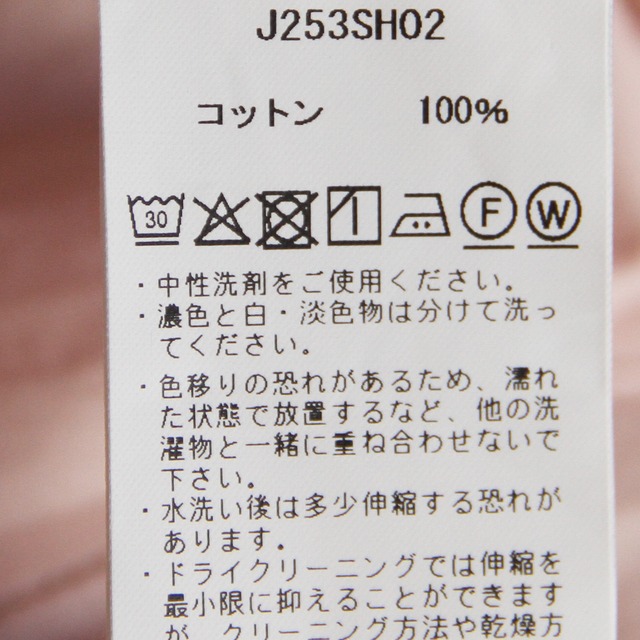 J253SH02
コットン 100%
30 F W
・中性洗剤をご使用ください。
・濃色と白・淡色物は分けて洗っ
てください。
・色移りの恐れがあるため、濡れ
た状態で放置するなど、他の洗
濯物と一緒に重ね合わせないで
下さい。
・水洗い後は多少伸縮する恐れが
あります。
・ドライクリーニングでは伸縮を
最小限に抑えることができます
が、クリーニング方法や乾燥方